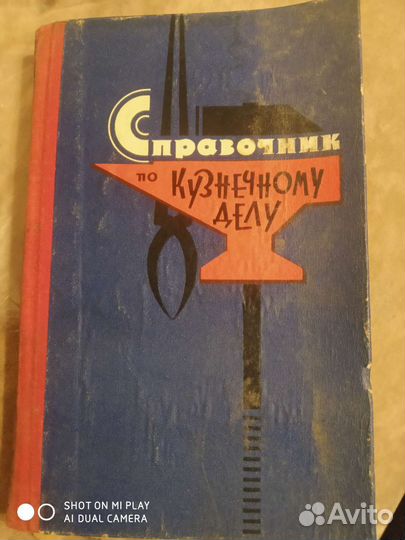 Справочник
по КУЗНЕЧНОМУ
ДЕЛУ
SHOT ON MI PLAY
AI DUAL CAMERA
Avito